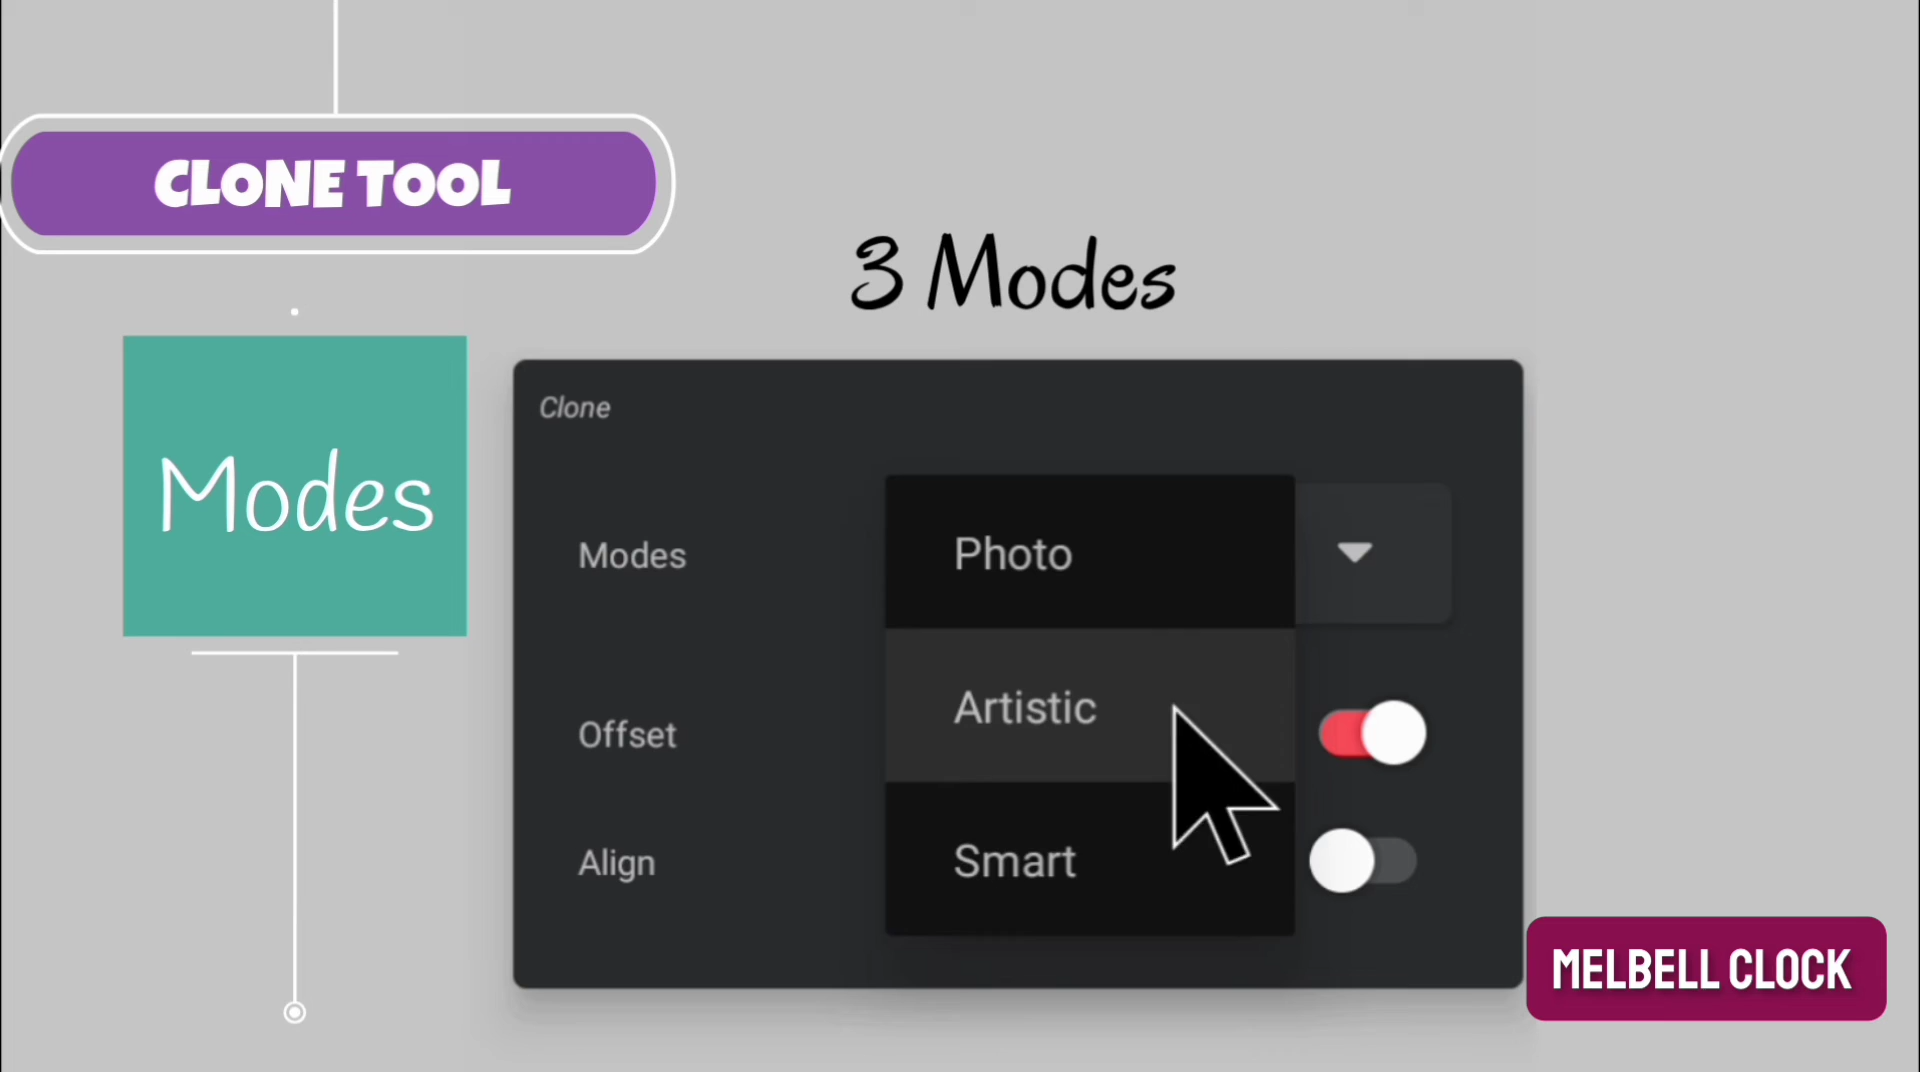 CLONE TOOL
3 Modes
Modes
Clone
Modes
Photo
Artistic
Offset
Align
Smart
MELBELL CLOCK